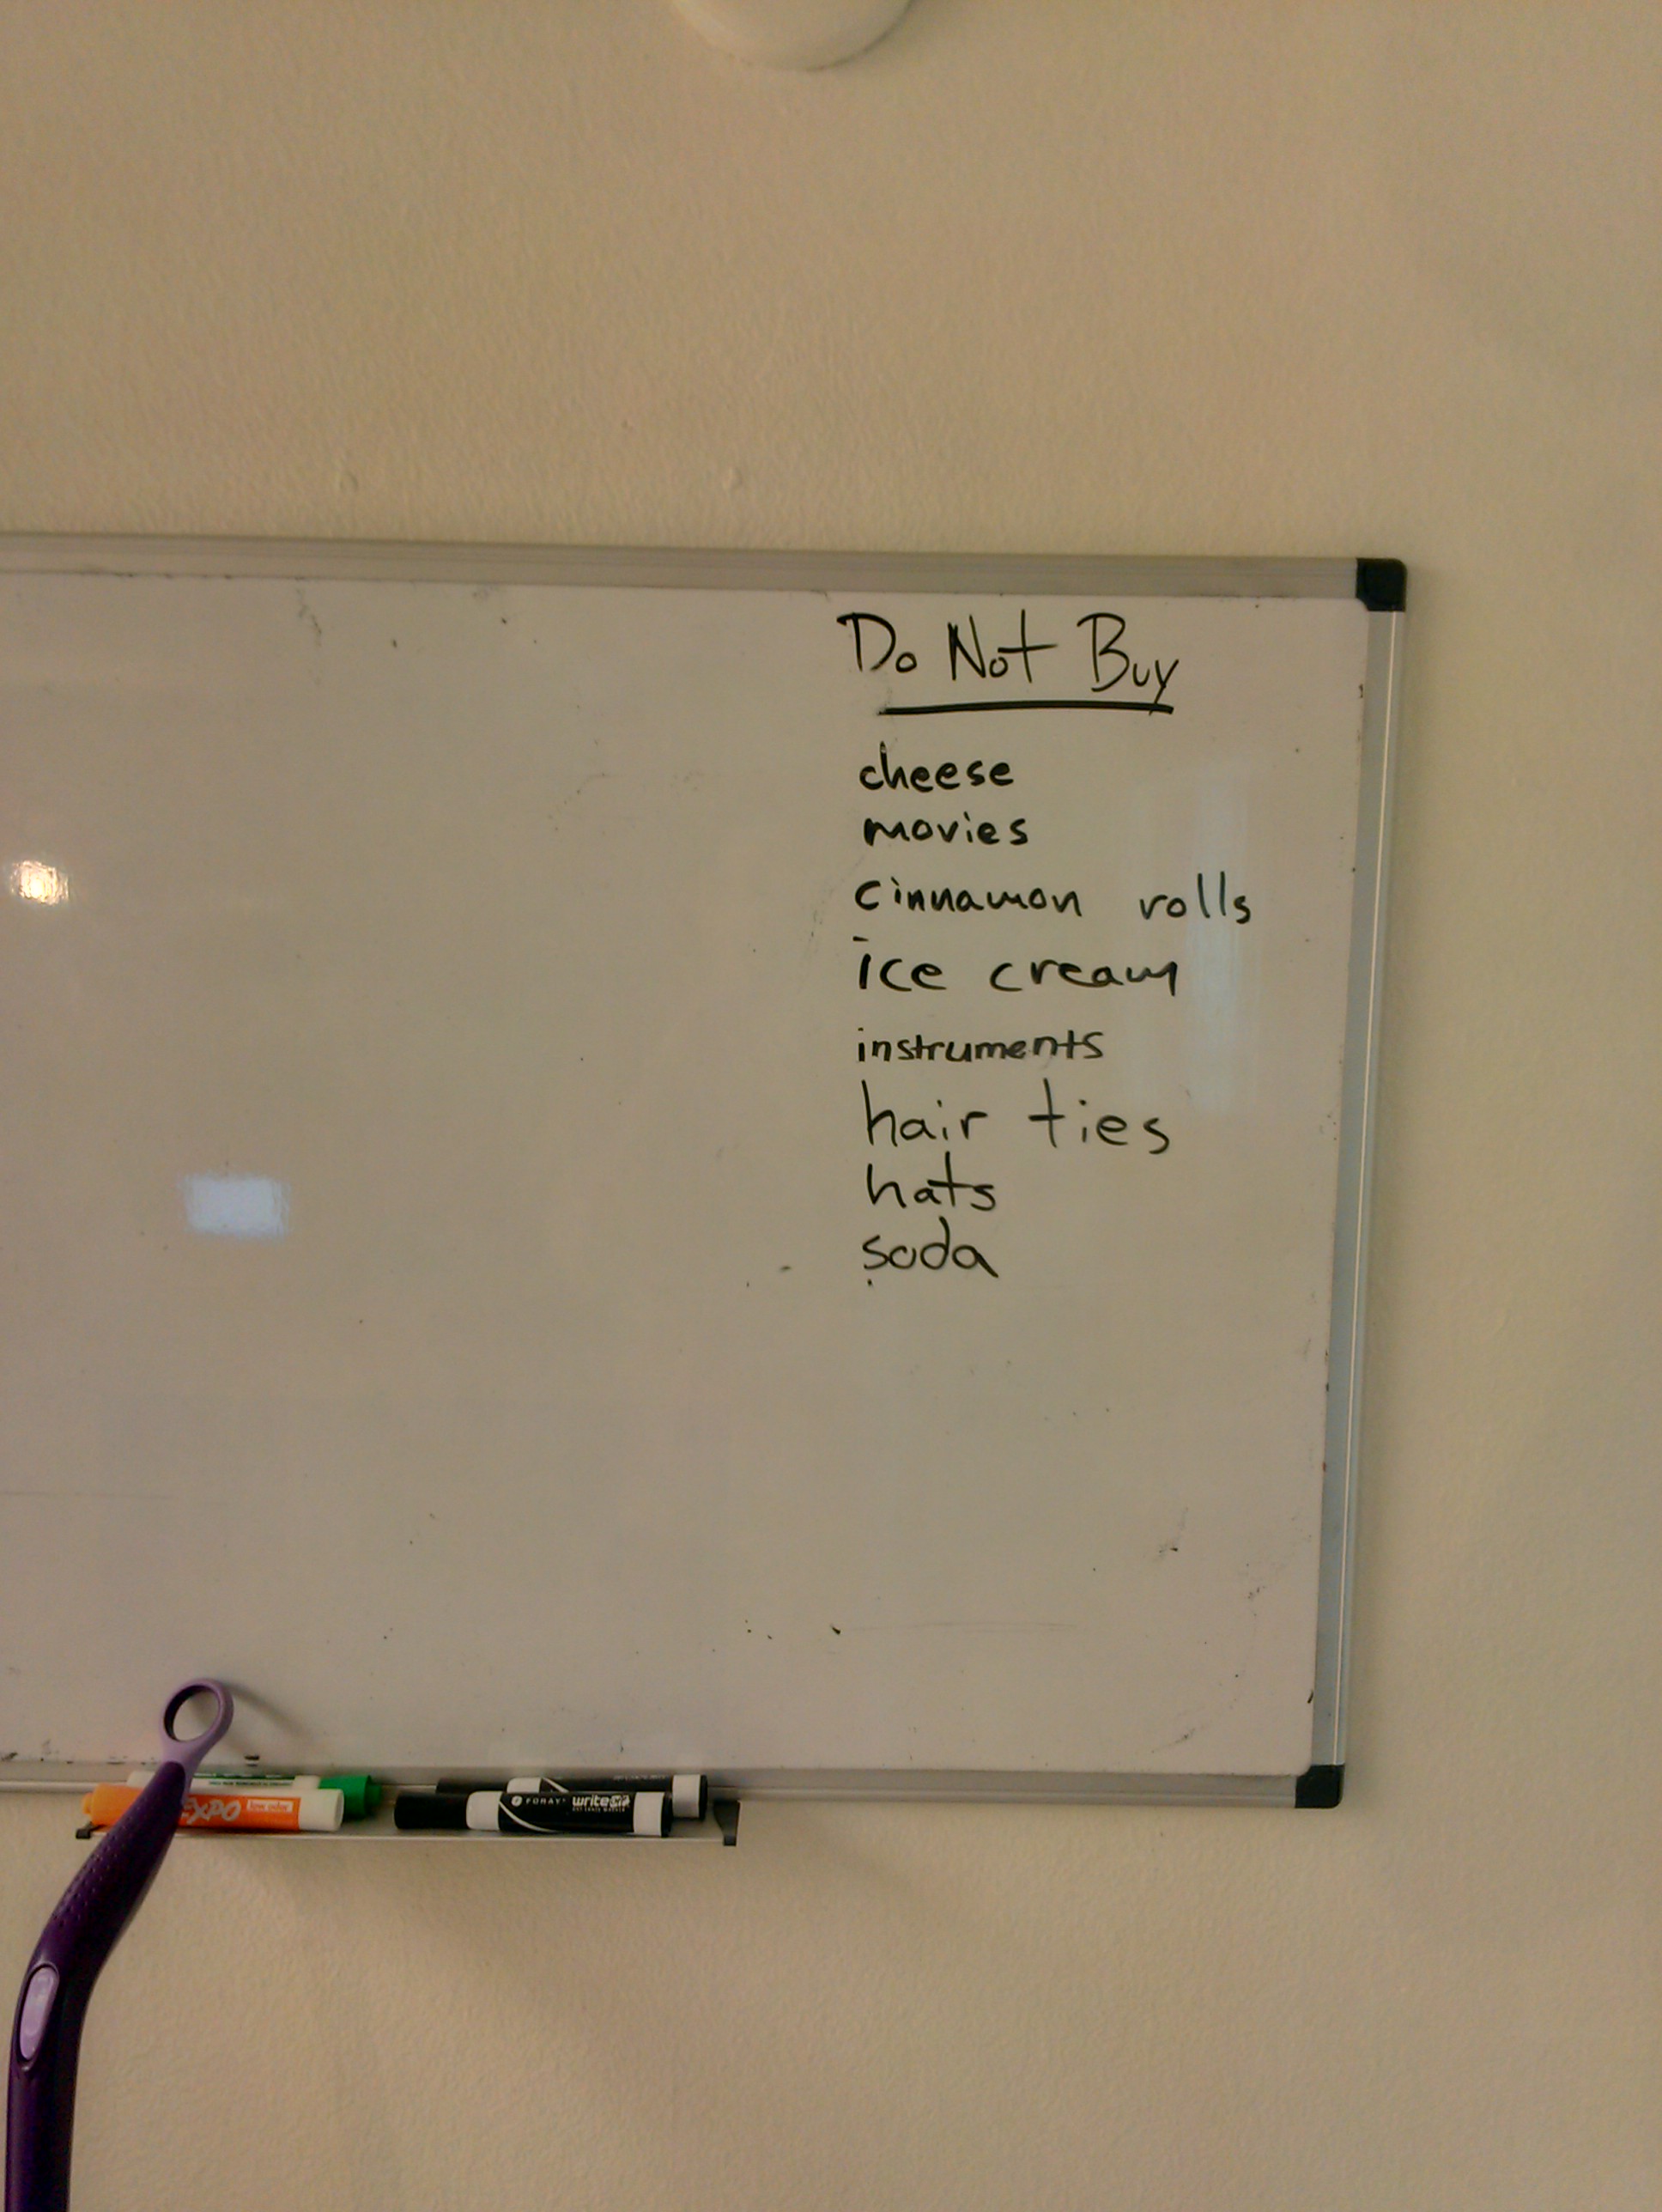 Do Not Buy
cheese
movies
cinnamon rolls
ice cream
instruments
hair ties
hats
soda
EXPO low odor
FORAY write